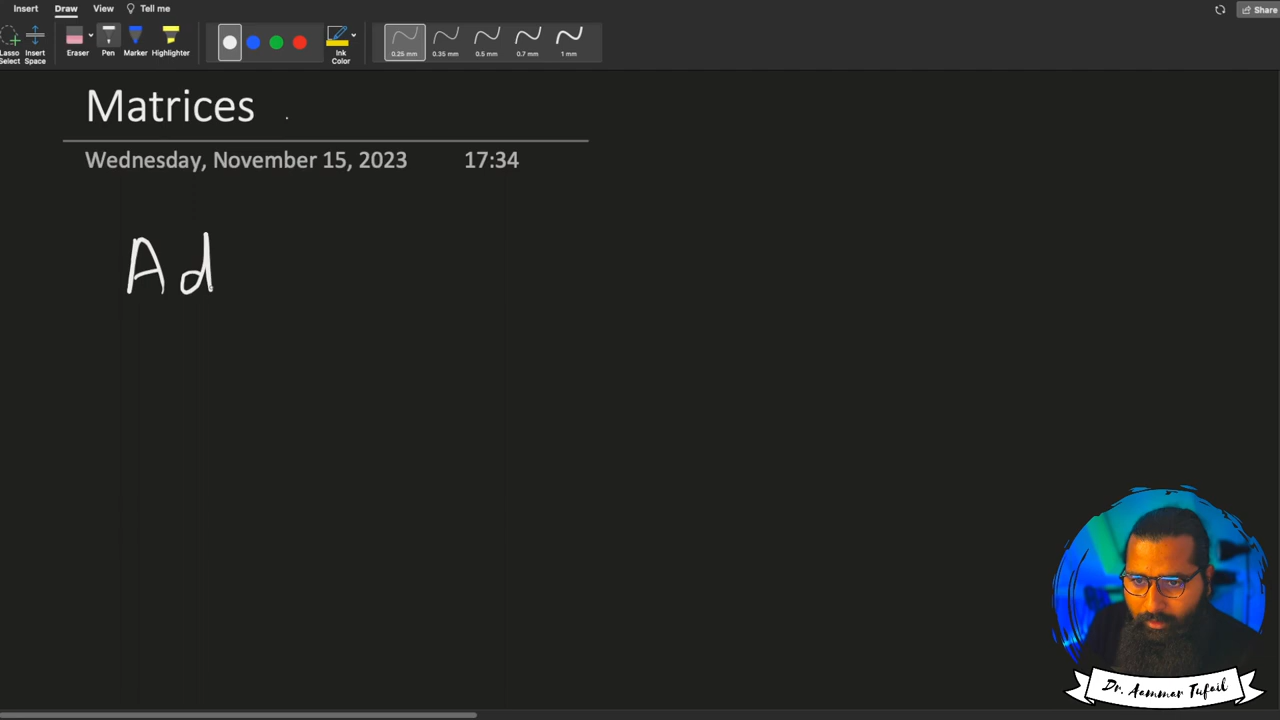 Insert Draw View Tell me Share
Lasso Select Insert Space Eraser Pen Marker Highlighter Ink Color 0.25 mm 0.35 mm 0.5 mm 0.7 mm 1 mm
Matrices
Wednesday, November 15, 2023 17:34
Ad
Dr. Aammar Tufail